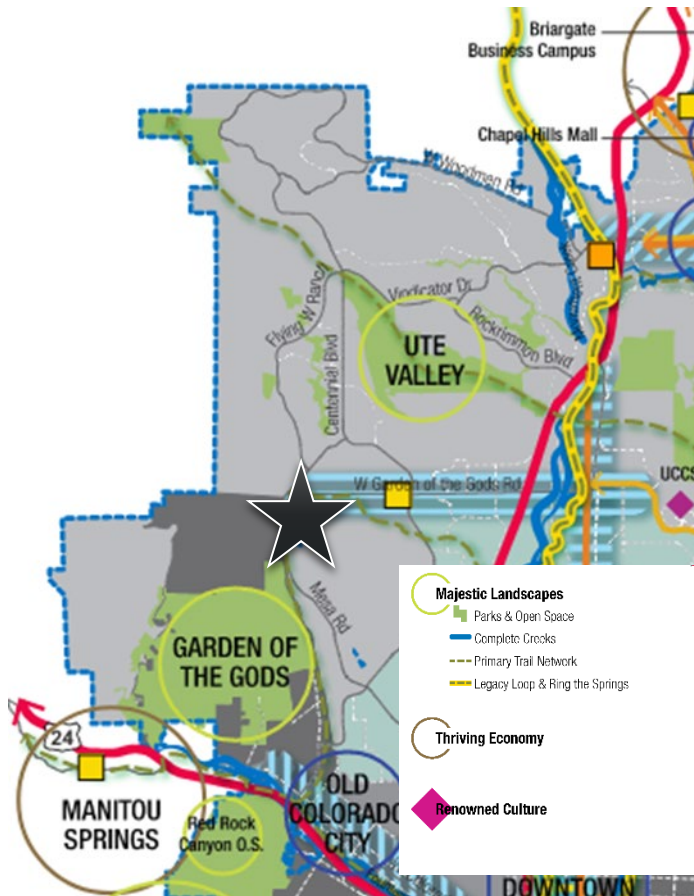 Briargate
Business Campus
Chapel Hills Mall
W Woodmen Rd
Flying W Ranch
Vindicator Dr
Rockrimmon Blvd
UTE
VALLEY
Centennial Blvd
W Garden of the Gods Rd
UCCS
Mesa Rd
GARDEN OF
THE GODS
24
MANITOU
SPRINGS
Red Rock
Canyon O.S.
OLD
COLORADO
CITY
DOWNTOWN
Majestic Landscapes
Parks & Open Space
Complete Creeks
Primary Trail Network
Legacy Loop & Ring the Springs
Thriving Economy
Renowned Culture